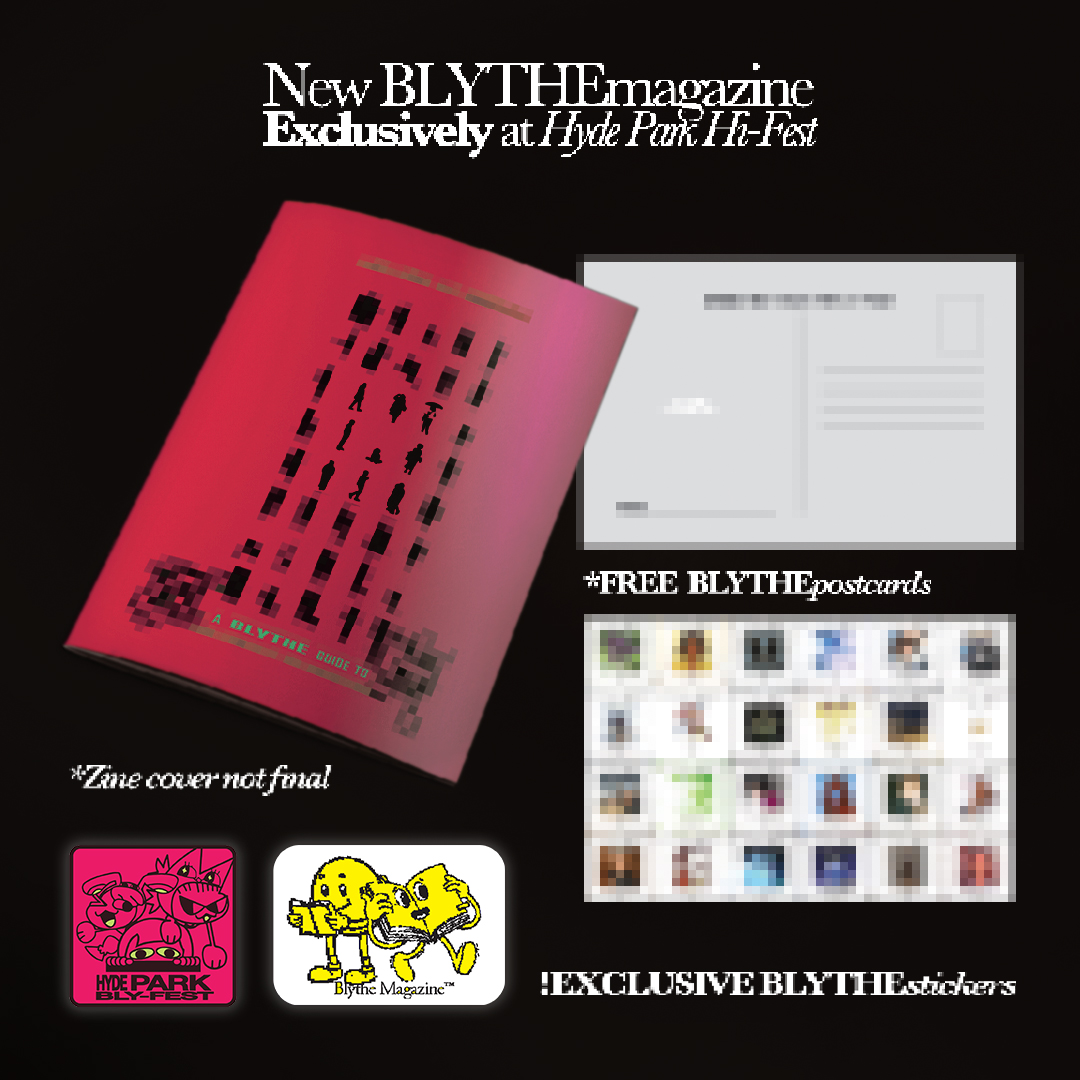 New BLYTHEmagazine
Exclusively at Hyde Park Hi-Fest
A BLYTHE GUIDE TO
*FREE BLYTHEpostcards
*Zine cover not final
HYDE PARK
BLY-FEST
Blythe Magazine™
!EXCLUSIVE BLYTHEstickers